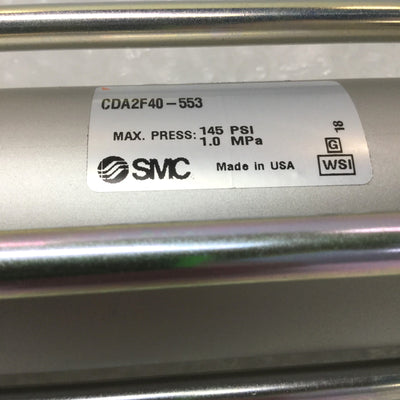 CDA2F40-553
MAX. PRESS: 145 PSI
1.0 MPa
SMC
Made in USA
18
G
WSI